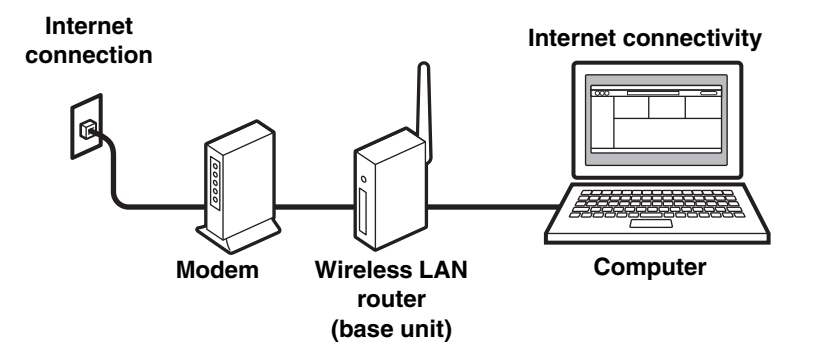 Internet
connection
Internet connectivity
Modem
Wireless LAN
router
(base unit)
Computer